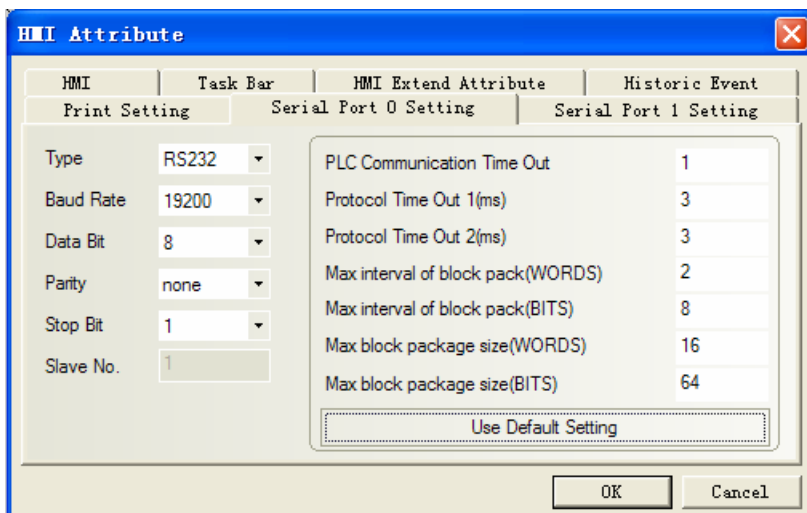 HMI Attribute
HMI Task Bar HMI Extend Attribute Historic Event
Print Setting Serial Port 0 Setting Serial Port 1 Setting
Type RS232
Baud Rate 19200
Data Bit 8
Parity none
Stop Bit 1
Slave No. 1
PLC Communication Time Out 1
Protocol Time Out 1(ms) 3
Protocol Time Out 2(ms) 3
Max interval of block pack(WORDS) 2
Max interval of block pack(BITS) 8
Max block package size(WORDS) 16
Max block package size(BITS) 64
Use Default Setting
OK Cancel